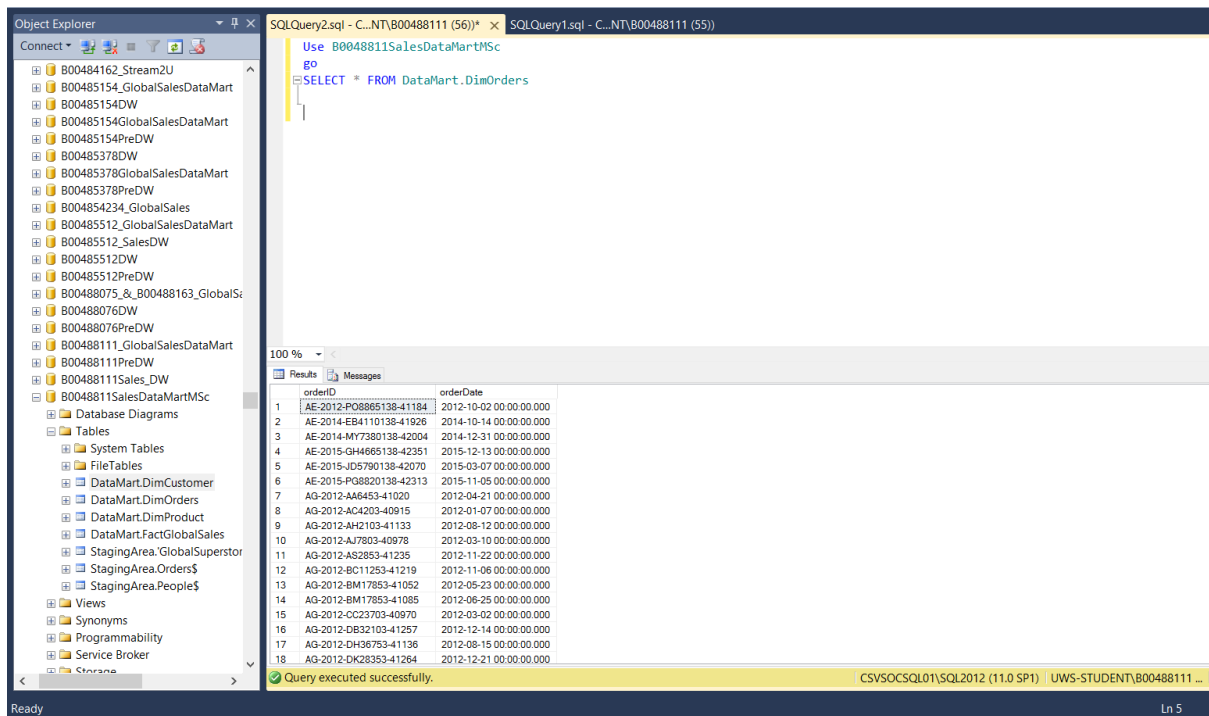 Object Explorer
Connect
B00484162_Stream2U
B00485154_GlobalSalesDataMart
B00485154DW
B00485154GlobalSalesDataMart
B00485154PreDW
B00485378DW
B00485378GlobalSalesDataMart
B00485378PreDW
B004854234_GlobalSales
B00485512_GlobalSalesDataMart
B00485512_SalesDW
B00485512DW
B00485512PreDW
B00488075_&_B00488163_GlobalSa
B00488076DW
B00488076PreDW
B00488111_GlobalSalesDataMart
B00488111PreDW
B00488111Sales_DW
B0048811SalesDataMartMSc
Database Diagrams
Tables
System Tables
FileTables
DataMart.DimCustomer
DataMart.DimOrders
DataMart.DimProduct
DataMart.FactGlobalSales
StagingArea.'GlobalSuperstor
StagingArea.Orders$
StagingArea.People$
Views
Synonyms
Programmability
Service Broker
Storage
SQLQuery2.sql - C...NT\B00488111 (56))* SQLQuery1.sql - C...NT\B00488111 (55))
Use B0048811SalesDataMartMSc
go
SELECT * FROM DataMart.DimOrders
100 %
Results Messages
orderID orderDate
1 AE-2012-PO8865138-41184 2012-10-02 00:00:00.000
2 AE-2014-EB4110138-41926 2014-10-14 00:00:00.000
3 AE-2014-MY7380138-42004 2014-12-31 00:00:00.000
4 AE-2015-GH4665138-42351 2015-12-13 00:00:00.000
5 AE-2015-JD5790138-42070 2015-03-07 00:00:00.000
6 AE-2015-PG8820138-42313 2015-11-05 00:00:00.000
7 AG-2012-AA6453-41020 2012-04-21 00:00:00.000
8 AG-2012-AC4203-40915 2012-01-07 00:00:00.000
9 AG-2012-AH2103-41133 2012-08-12 00:00:00.000
10 AG-2012-AJ7803-40978 2012-03-10 00:00:00.000
11 AG-2012-AS2853-41235 2012-11-22 00:00:00.000
12 AG-2012-BC11253-41219 2012-11-06 00:00:00.000
13 AG-2012-BM17853-41052 2012-05-23 00:00:00.000
14 AG-2012-BM17853-41085 2012-06-25 00:00:00.000
15 AG-2012-CC23703-40970 2012-03-02 00:00:00.000
16 AG-2012-DB32103-41257 2012-12-14 00:00:00.000
17 AG-2012-DH36753-41136 2012-08-15 00:00:00.000
18 AG-2012-DK28353-41264 2012-12-21 00:00:00.000
Query executed successfully. CSVSOCSQL01\SQL2012 (11.0 SP1) UWS-STUDENT\B00488111 ...
Ready Ln 5